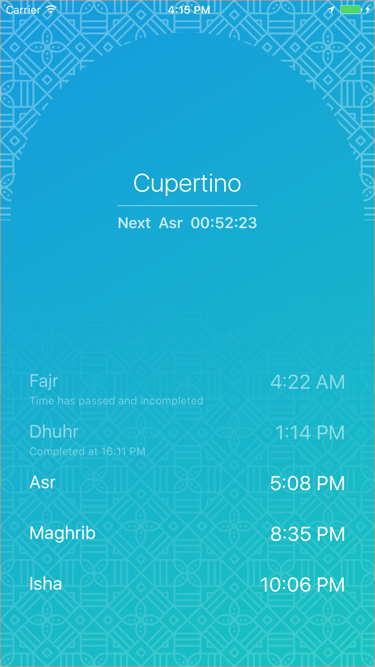 Carrier 4:15 PM
Cupertino
Next Asr 00:52:23
Fajr 4:22 AM
Time has passed and incompleted
Dhuhr 1:14 PM
Completed at 16:11 PM
Asr 5:08 PM
Maghrib 8:35 PM
Isha 10:06 PM